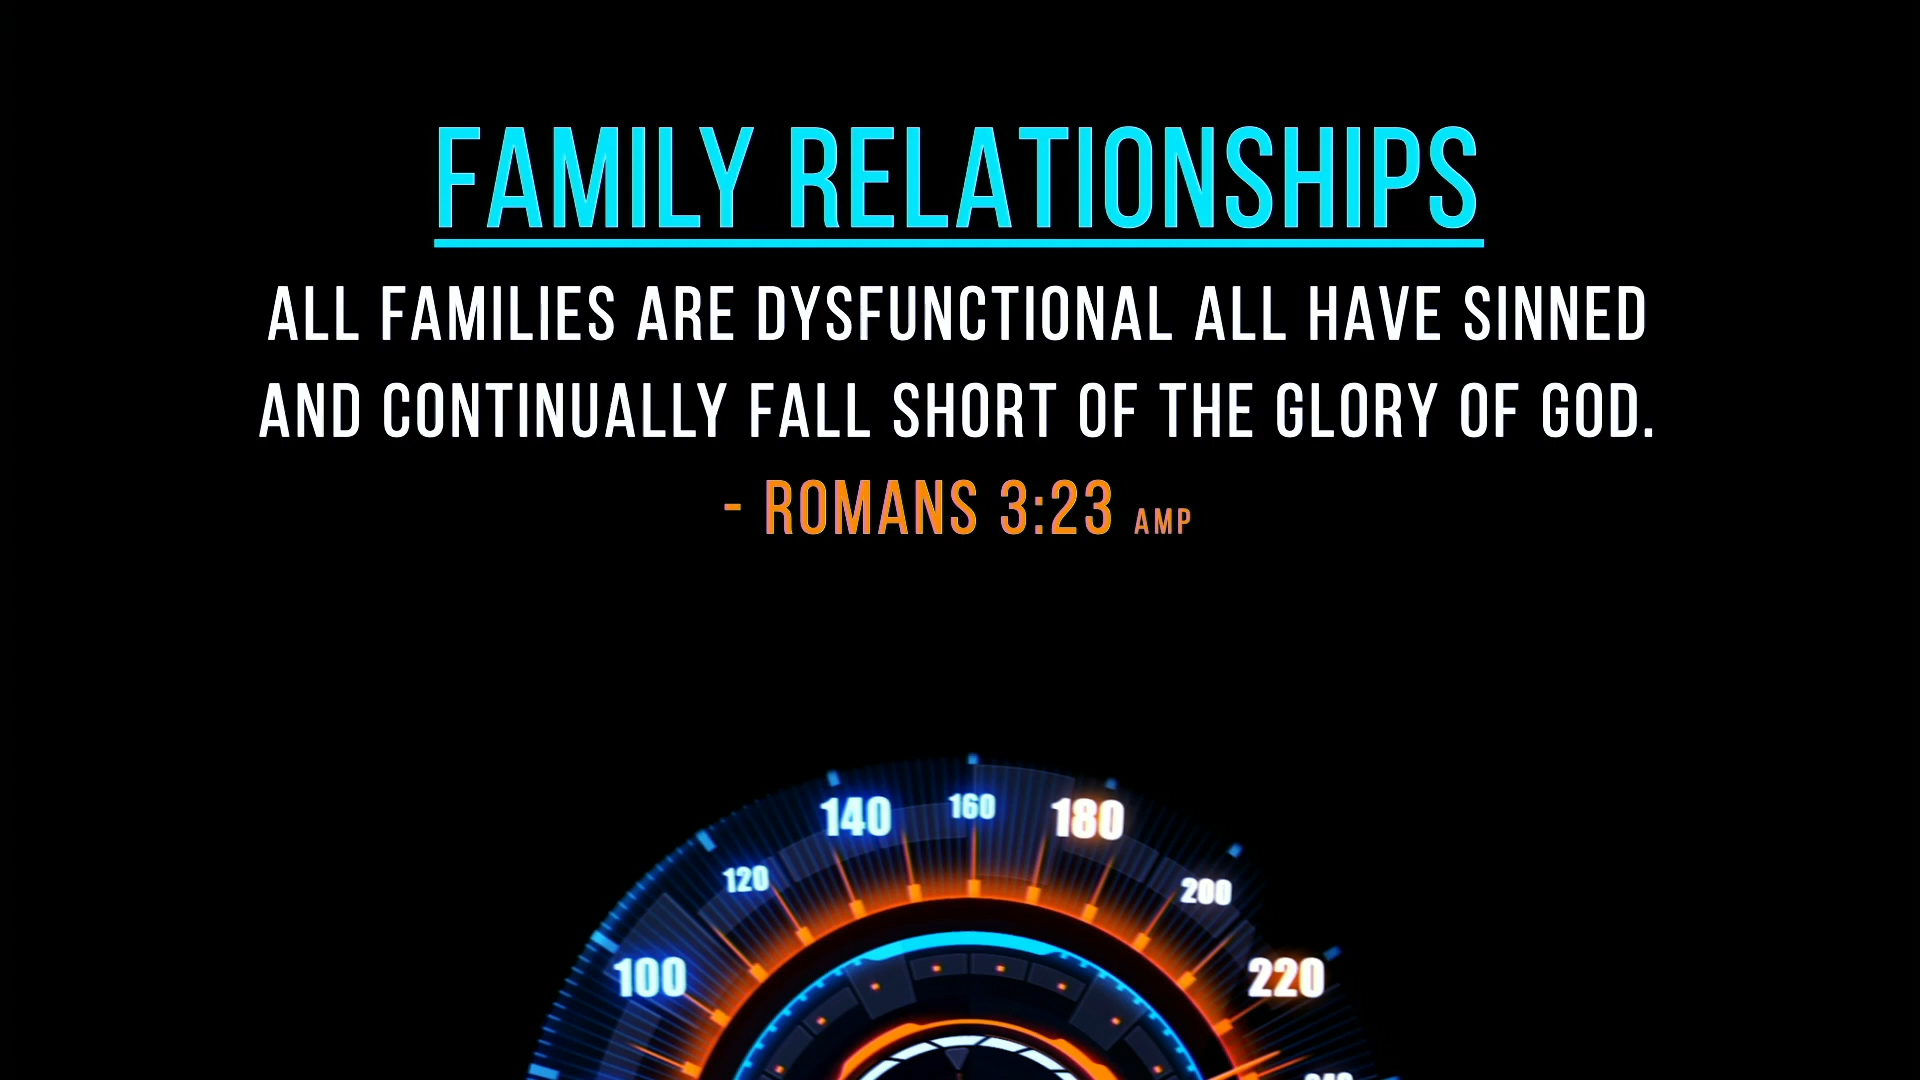 FAMILY RELATIONSHIPS
ALL FAMILIES ARE DYSFUNCTIONAL ALL HAVE SINNED
AND CONTINUALLY FALL SHORT OF THE GLORY OF GOD.
- ROMANS 3:23 AMP
140 160 180
120 200
100 220